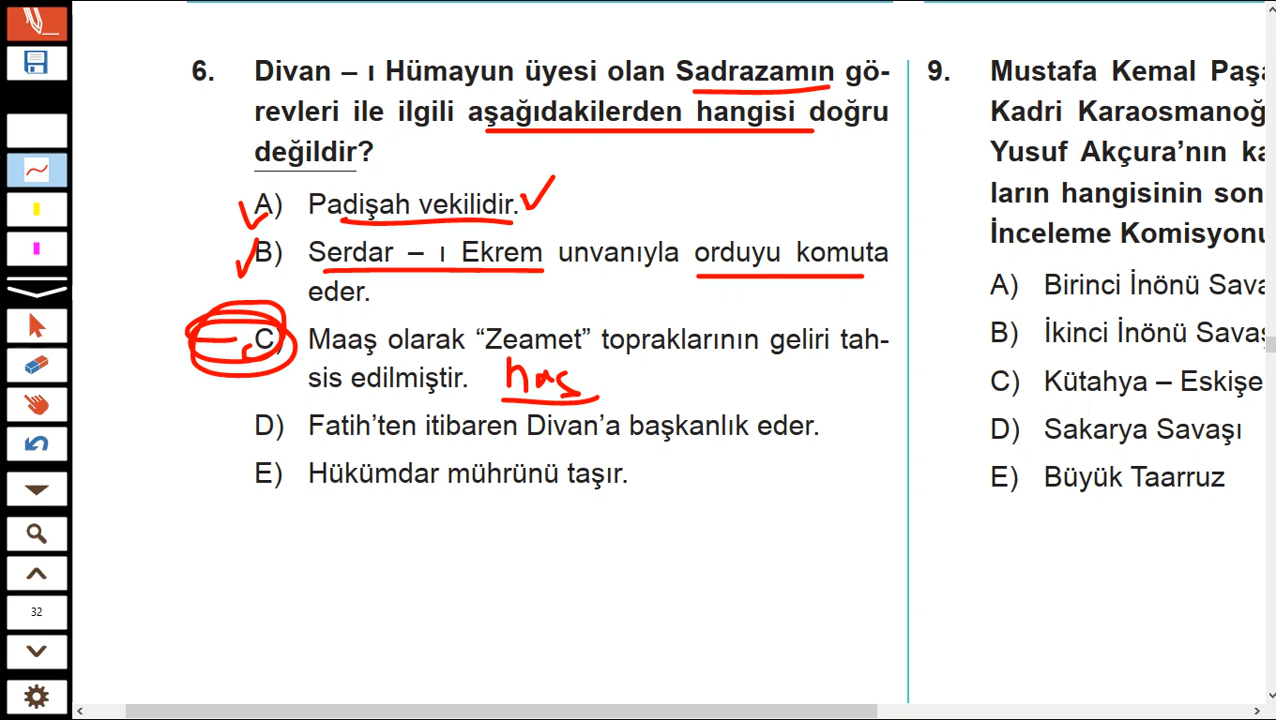 6. Divan – ı Hümayun üyesi olan Sadrazamın gö-
revleri ile ilgili aşağıdakilerden hangisi doğru
değildir?
A) Padişah vekilidir.
B) Serdar – ı Ekrem unvanıyla orduyu komuta
eder.
C) Maaş olarak “Zeamet” topraklarının geliri tah-
sis edilmiştir.
has
D) Fatih’ten itibaren Divan’a başkanlık eder.
E) Hükümdar mührünü taşır.
9. Mustafa Kemal Paşa
Kadri Karaosmanoğ
Yusuf Akçura’nın ka
ların hangisinin son
İnceleme Komisyonu
A) Birinci İnönü Sava
B) İkinci İnönü Savaş
C) Kütahya – Eskişe
D) Sakarya Savaşı
E) Büyük Taarruz
32